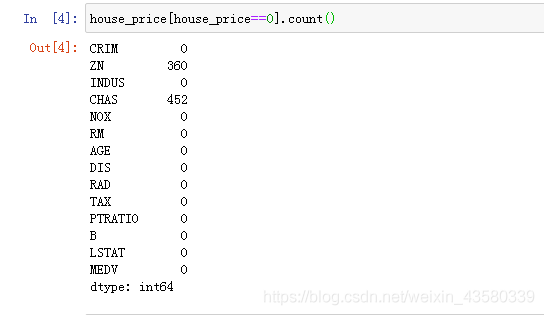 In [4]: house_price[house_price==0].count()
Out[4]: CRIM 0
ZN 360
INDUS 0
CHAS 452
NOX 0
RM 0
AGE 0
DIS 0
RAD 0
TAX 0
PTRATIO 0
B 0
LSTAT 0
MEDV 0
dtype: int64
https://blog.csdn.net/weixin_43580339